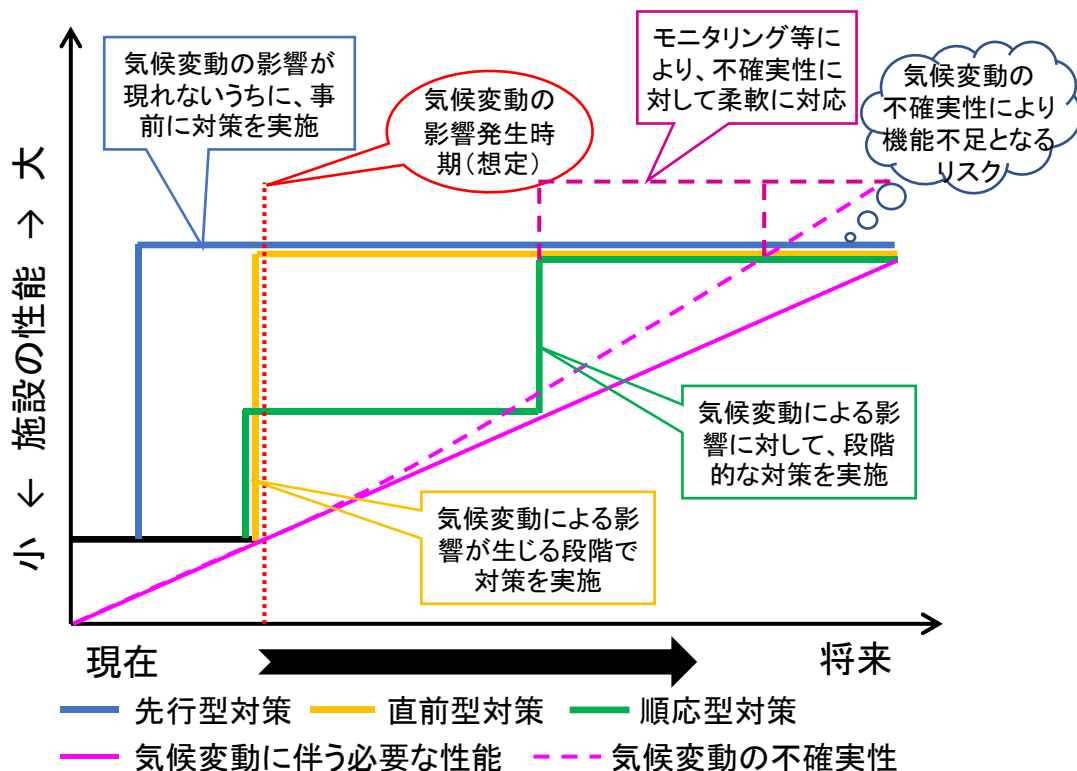 気候変動の影響が
現れないうちに、事
前に対策を実施
気候変動の
影響発生時
期(想定)
モニタリング等に
より、不確実性に
対して柔軟に対応
気候変動の
不確実性により
機能不足となる
リスク
小 ← 施設の性能 → 大
気候変動による影
響に対して、段階
的な対策を実施
気候変動による影
響が生じる段階で
対策を実施
現在
将来
先行型対策
直前型対策
順応型対策
気候変動に伴う必要な性能
気候変動の不確実性